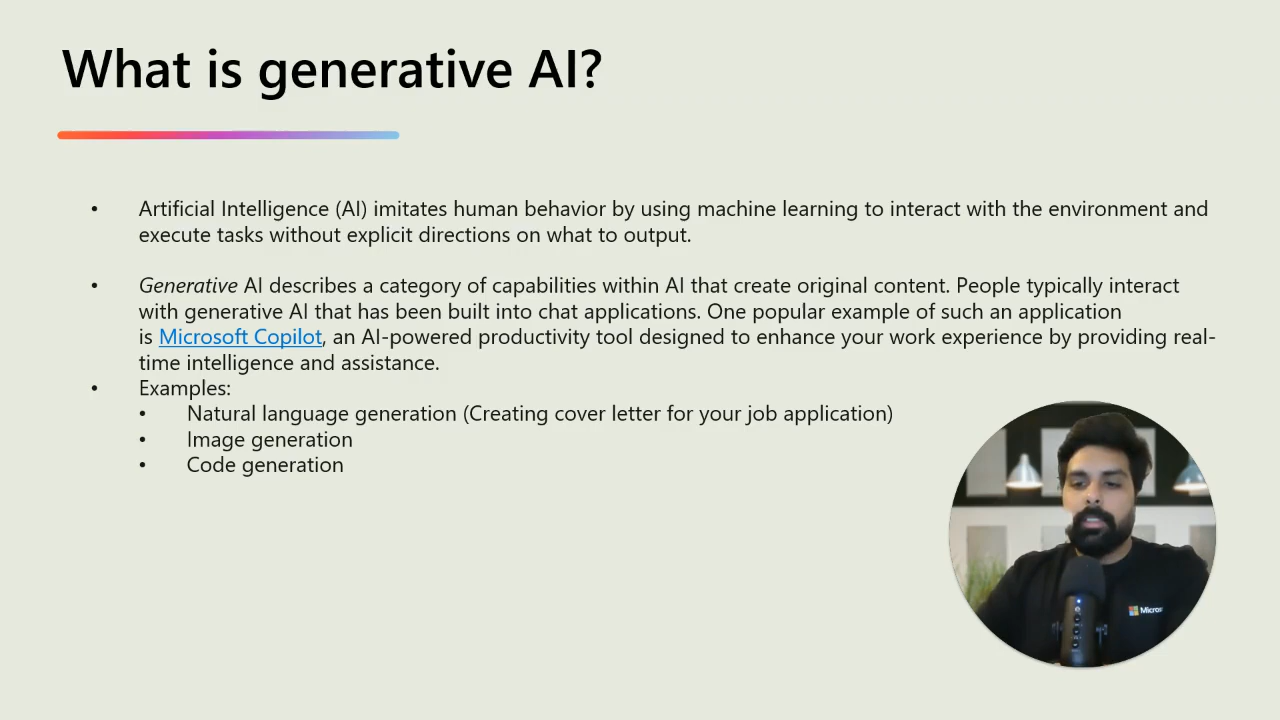 What is generative AI?
• Artificial Intelligence (AI) imitates human behavior by using machine learning to interact with the environment and
execute tasks without explicit directions on what to output.
• Generative AI describes a category of capabilities within AI that create original content. People typically interact
with generative AI that has been built into chat applications. One popular example of such an application
is Microsoft Copilot, an AI-powered productivity tool designed to enhance your work experience by providing real-
time intelligence and assistance.
• Examples:
• Natural language generation (Creating cover letter for your job application)
• Image generation
• Code generation
Micros